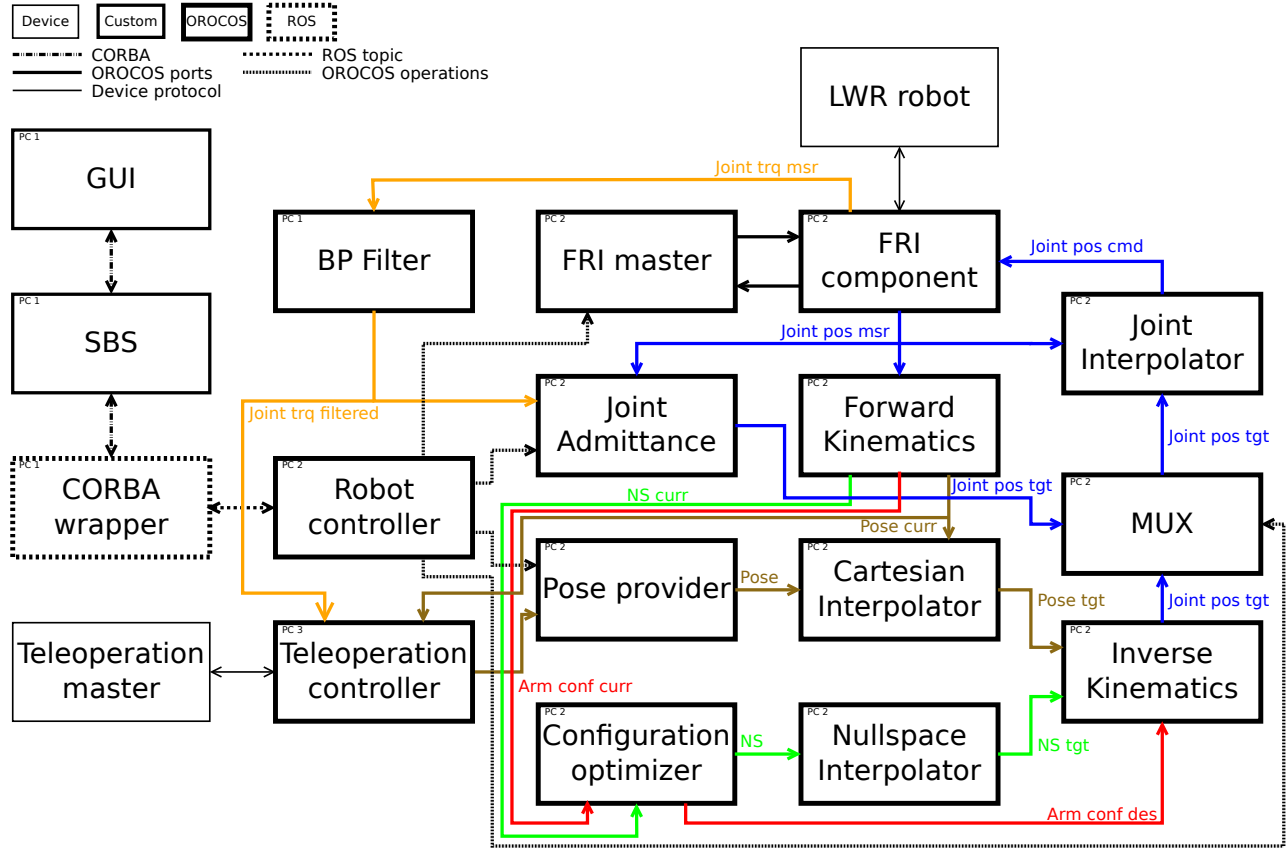 Device
Custom
OROCOS
ROS
CORBA
ROS topic
OROCOS ports
OROCOS operations
Device protocol
LWR robot
PC 1
GUI
Joint trq msr
PC 1
BP Filter
PC 2
FRI master
PC 2
FRI
component
Joint pos cmd
PC 1
SBS
Joint pos msr
PC 2
Joint
Interpolator
Joint trq filtered
PC 2
Joint
Admittance
PC 2
Forward
Kinematics
Joint pos tgt
PC 1
CORBA
wrapper
PC 2
Robot
controller
NS curr
Joint pos tgt
Pose curr
PC 2
MUX
PC 2
Pose provider
Pose
PC 2
Cartesian
Interpolator
Pose tgt
Joint pos tgt
Teleoperation
master
PC 3
Teleoperation
controller
Arm conf curr
PC 2
Inverse
Kinematics
PC 2
Configuration
optimizer
NS
PC 2
Nullspace
Interpolator
NS tgt
Arm conf des